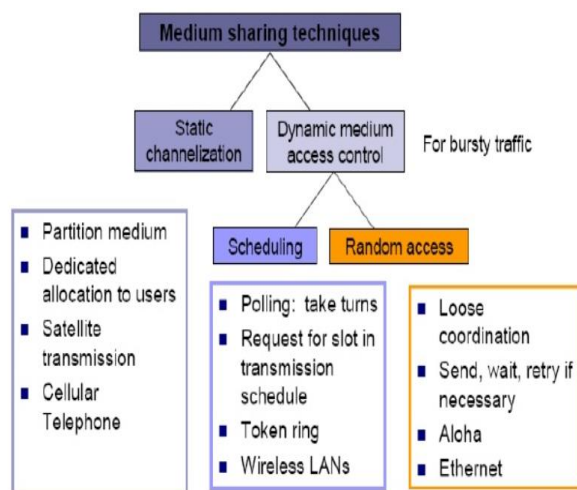 Medium sharing techniques
Static
channelization
Dynamic medium
access control
For bursty traffic
Scheduling
Random access
Partition medium
Dedicated
allocation to users
Satellite
transmission
Cellular
Telephone
Polling: take turns
Request for slot in
transmission
schedule
Token ring
Wireless LANs
Loose
coordination
Send, wait, retry if
necessary
Aloha
Ethernet